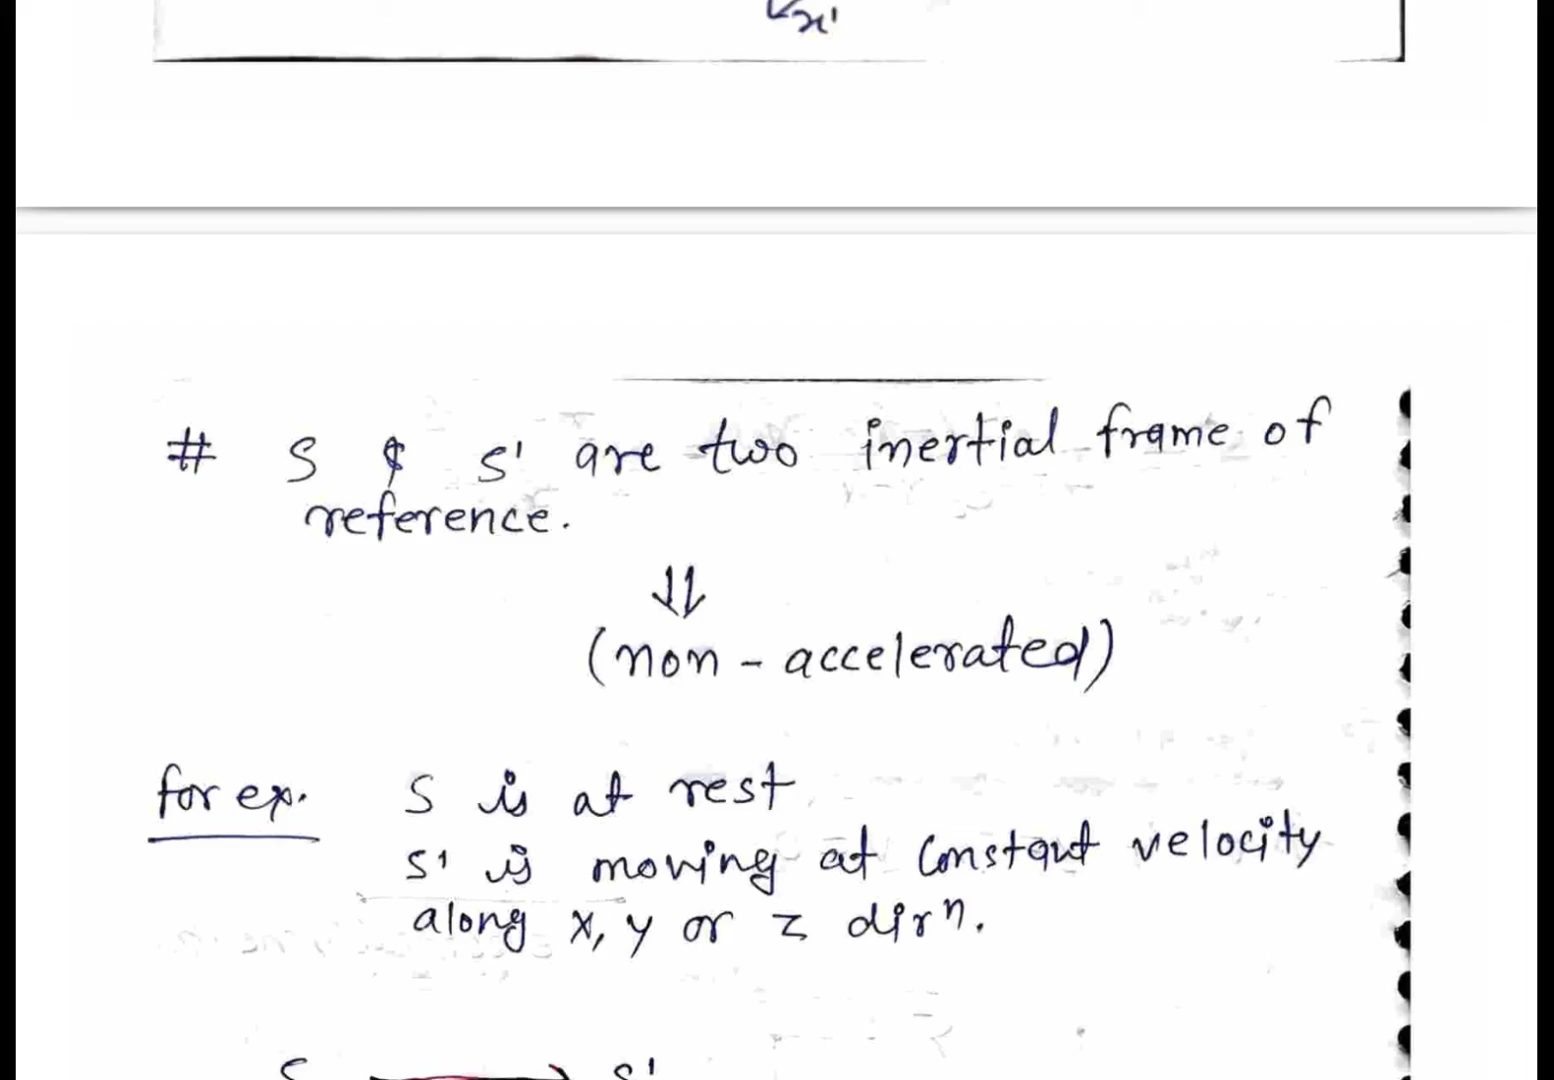 x'
# S & S' are two inertial frame of
reference.
⇓
(non - accelerated)
for ex. S is at rest
S' is moving at constant velocity
along x, y or z dirⁿ.
S → S'